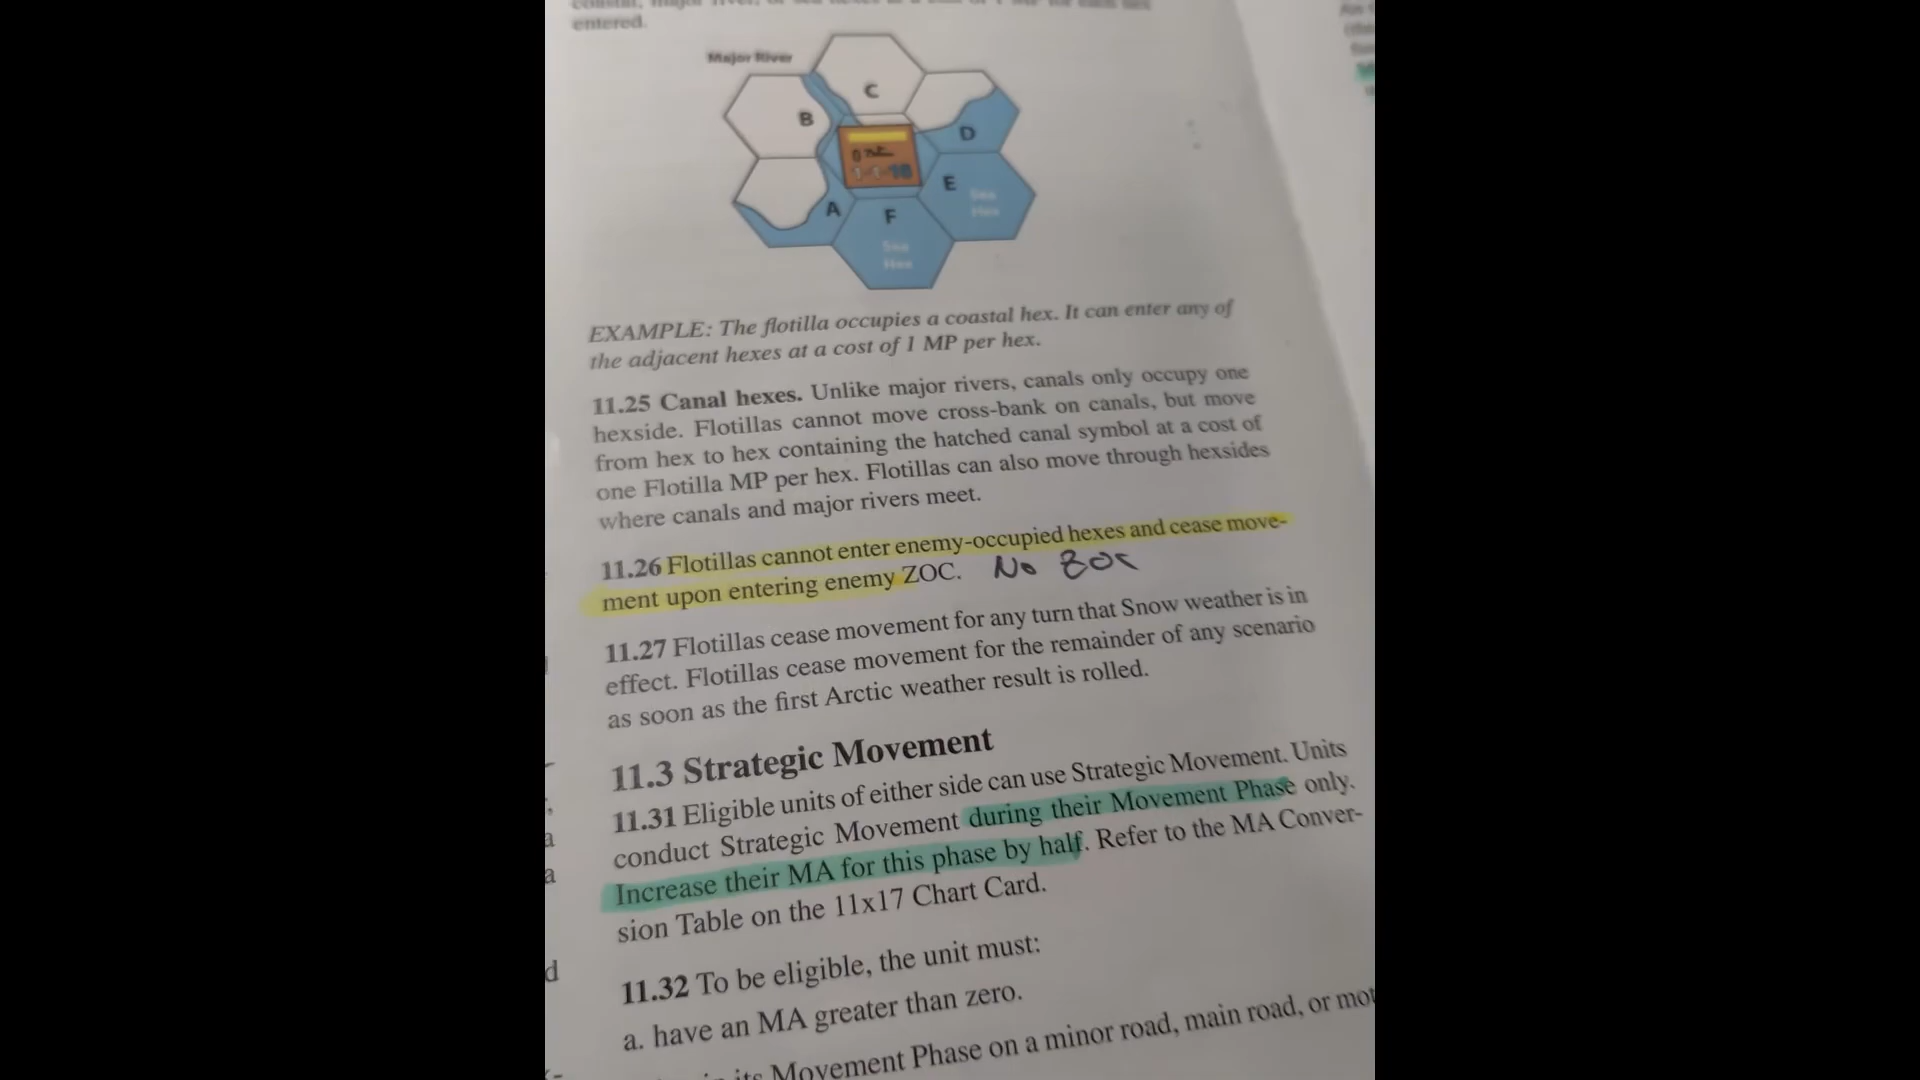 entered.
Major River
C
B
D
E
Sea
Hex
A
F
Sea
Hex
EXAMPLE: The flotilla occupies a coastal hex. It can enter any of
the adjacent hexes at a cost of 1 MP per hex.
11.25 Canal hexes. Unlike major rivers, canals only occupy one
hexside. Flotillas cannot move cross-bank on canals, but move
from hex to hex containing the hatched canal symbol at a cost of
one Flotilla MP per hex. Flotillas can also move through hexsides
where canals and major rivers meet.
11.26 Flotillas cannot enter enemy-occupied hexes and cease move-
ment upon entering enemy ZOC. No ZOC
11.27 Flotillas cease movement for any turn that Snow weather is in
effect. Flotillas cease movement for the remainder of any scenario
as soon as the first Arctic weather result is rolled.
11.3 Strategic Movement
11.31 Eligible units of either side can use Strategic Movement. Units
conduct Strategic Movement during their Movement Phase only.
Increase their MA for this phase by half. Refer to the MA Conver-
sion Table on the 11x17 Chart Card.
11.32 To be eligible, the unit must:
a. have an MA greater than zero.
its Movement Phase on a minor road, main road, or